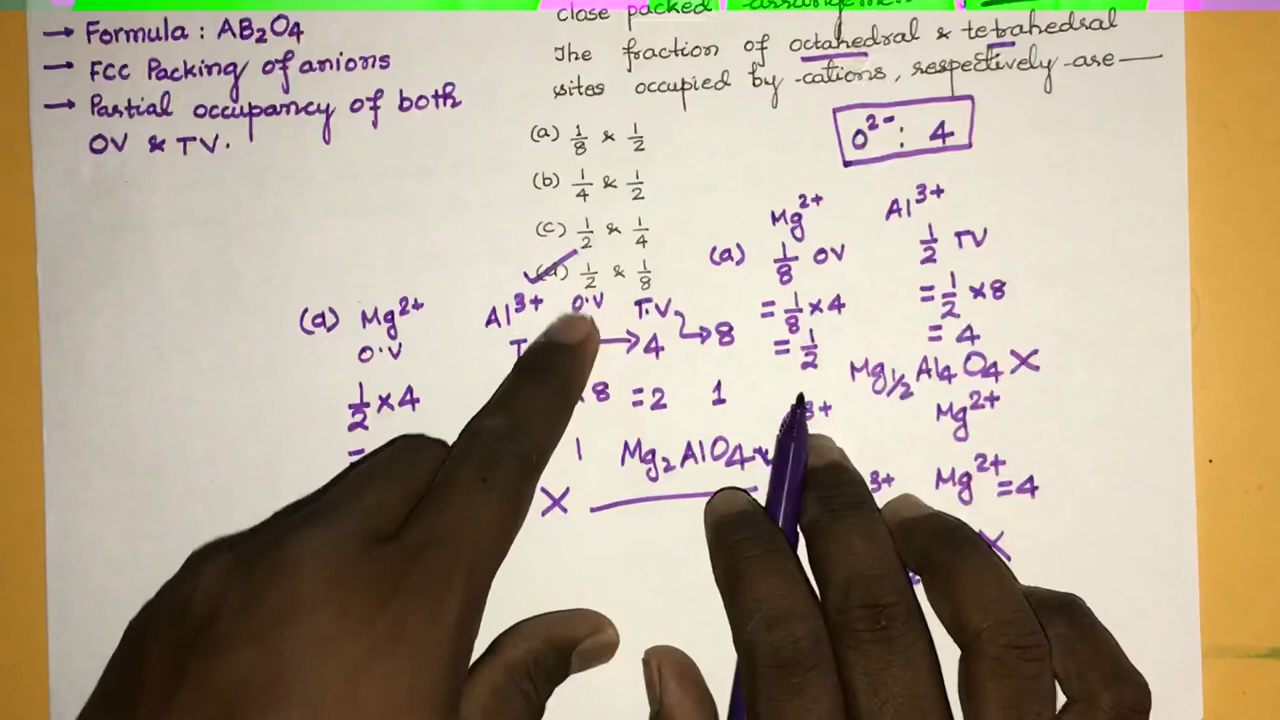 → Formula : AB2O4
→ FCC Packing of anions
→ Partial occupancy of both
OV & TV.
close packed arrangement
The fraction of octahedral & tetrahedral
sites occupied by cations, respectively are —
(a) 1/8 & 1/2
(b) 1/4 & 1/2
(c) 1/2 & 1/4
(d) 1/2 & 1/8
O²⁻ : 4
Mg²⁺ Al³⁺
(a) 1/8 OV 1/2 TV
= 1/8 × 4 = 1/2 × 8
= 1/2 = 4
Mg1/2 Al4 O4 ×
(a) Mg²⁺ Al³⁺ O.V T.V
O.V T → 4 → 8
1/2 × 4 × 8 = 2 1
= 1 Mg2AlO4 ×
×
3+ Mg²⁺
3+ Mg²⁺ = 4
×